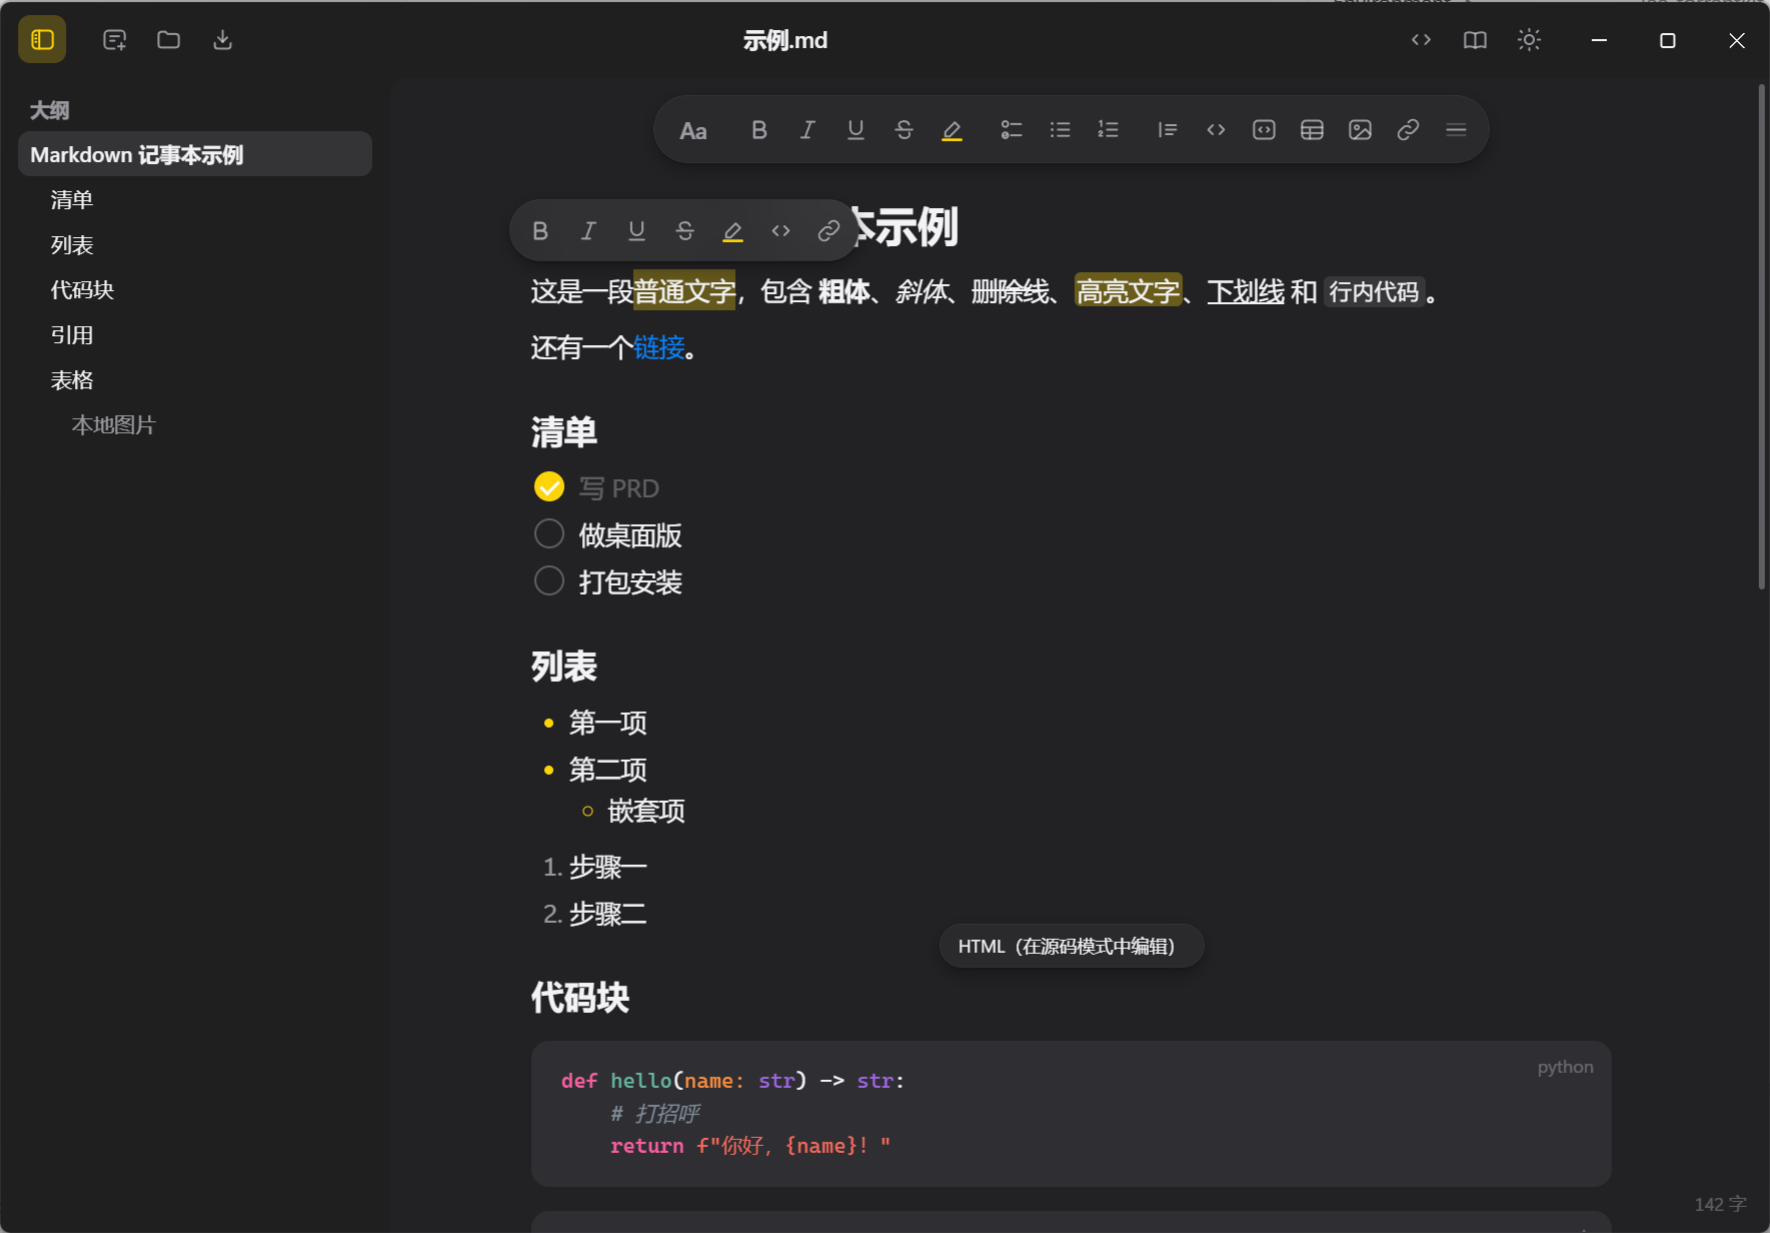 示例.md
大纲
Markdown 记事本示例
清单
列表
代码块
引用
表格
本地图片
Aa B I U S
B I U S
本示例
这是一段普通文字，包含 粗体、斜体、删除线、高亮文字、下划线 和 行内代码。
还有一个链接。
清单
写 PRD
做桌面版
打包安装
列表
第一项
第二项
嵌套项
1. 步骤一
2. 步骤二
HTML（在源码模式中编辑）
代码块
python
def hello(name: str) -> str:
# 打招呼
return f"你好，{name}！"
142 字